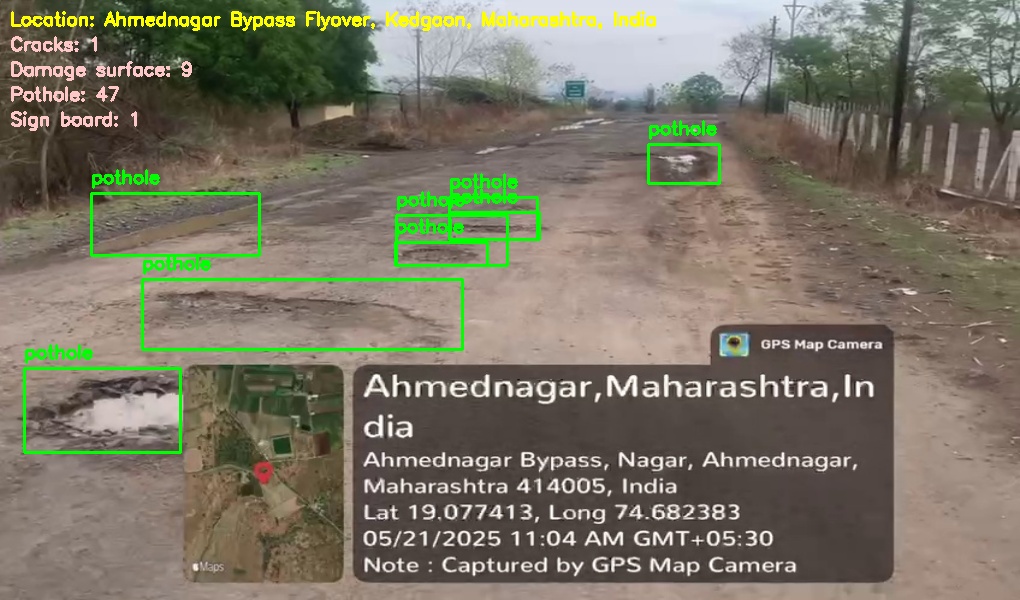 Location: Ahmednagar Bypass Flyover, Kedgaon, Maharashtra, India
Cracks: 1
Damage surface: 9
Pothole: 47
Sign board: 1
pothole
pothole
pothole
pothole
pothole
pothole
pothole
pothole
GPS Map Camera
Ahmednagar,Maharashtra,In
dia
Ahmednagar Bypass, Nagar, Ahmednagar,
Maharashtra 414005, India
Lat 19.077413, Long 74.682383
05/21/2025 11:04 AM GMT+05:30
Note : Captured by GPS Map Camera
Maps